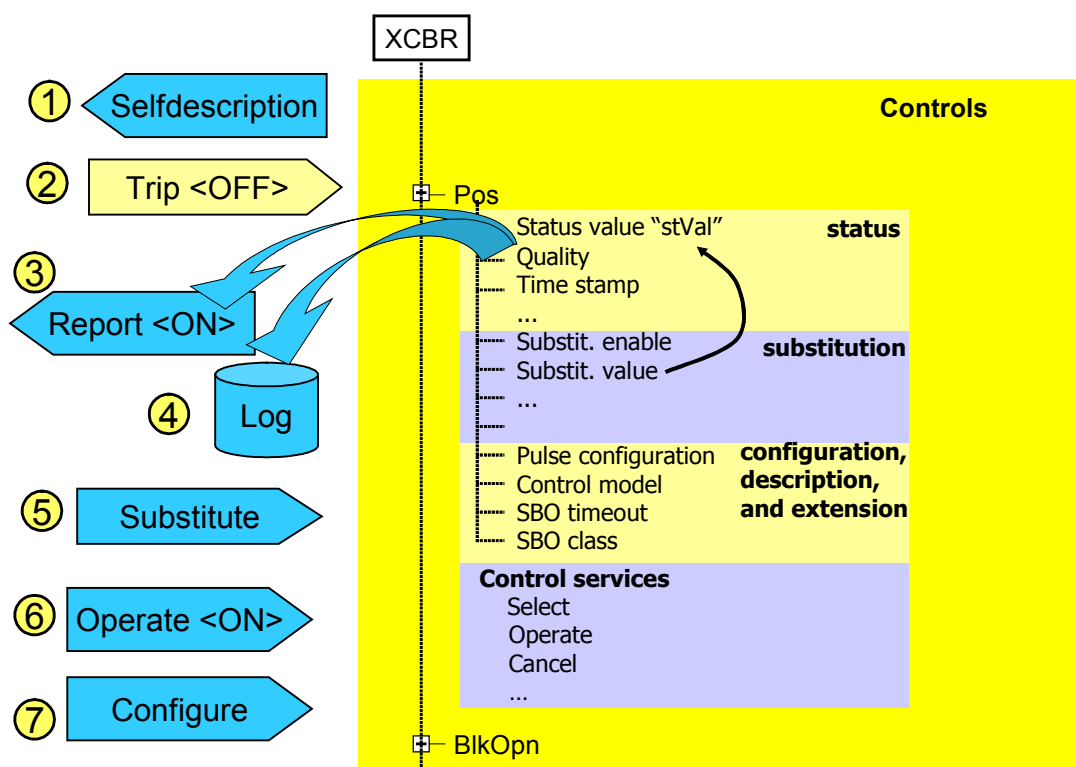 XCBR
Controls
1
Selfdescription
2
Trip <OFF>
Pos
Status value “stVal”
status
Quality
Time stamp
...
3
Report <ON>
Substit. enable
substitution
Substit. value
...
4
Log
Pulse configuration
configuration,
Control model
description,
SBO timeout
and extension
SBO class
5
Substitute
Control services
Select
Operate
Cancel
...
6
Operate <ON>
7
Configure
BlkOpn